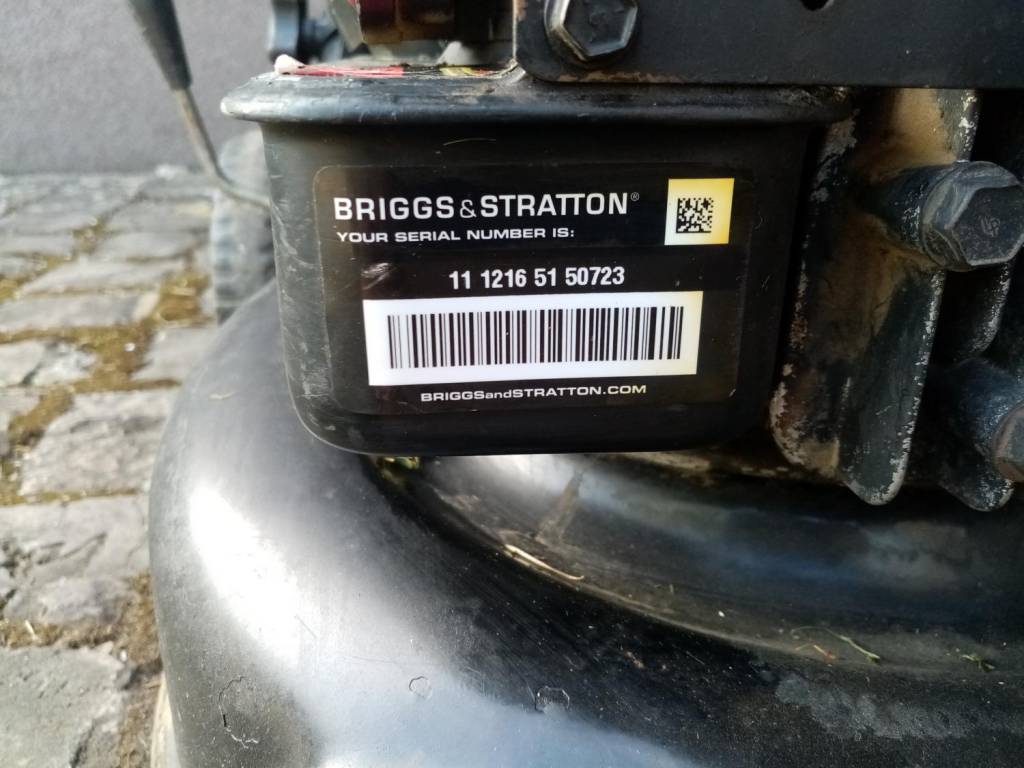 BRIGGS & STRATTON®
YOUR SERIAL NUMBER IS:
11 1216 51 50723
BRIGGSandSTRATTON.COM